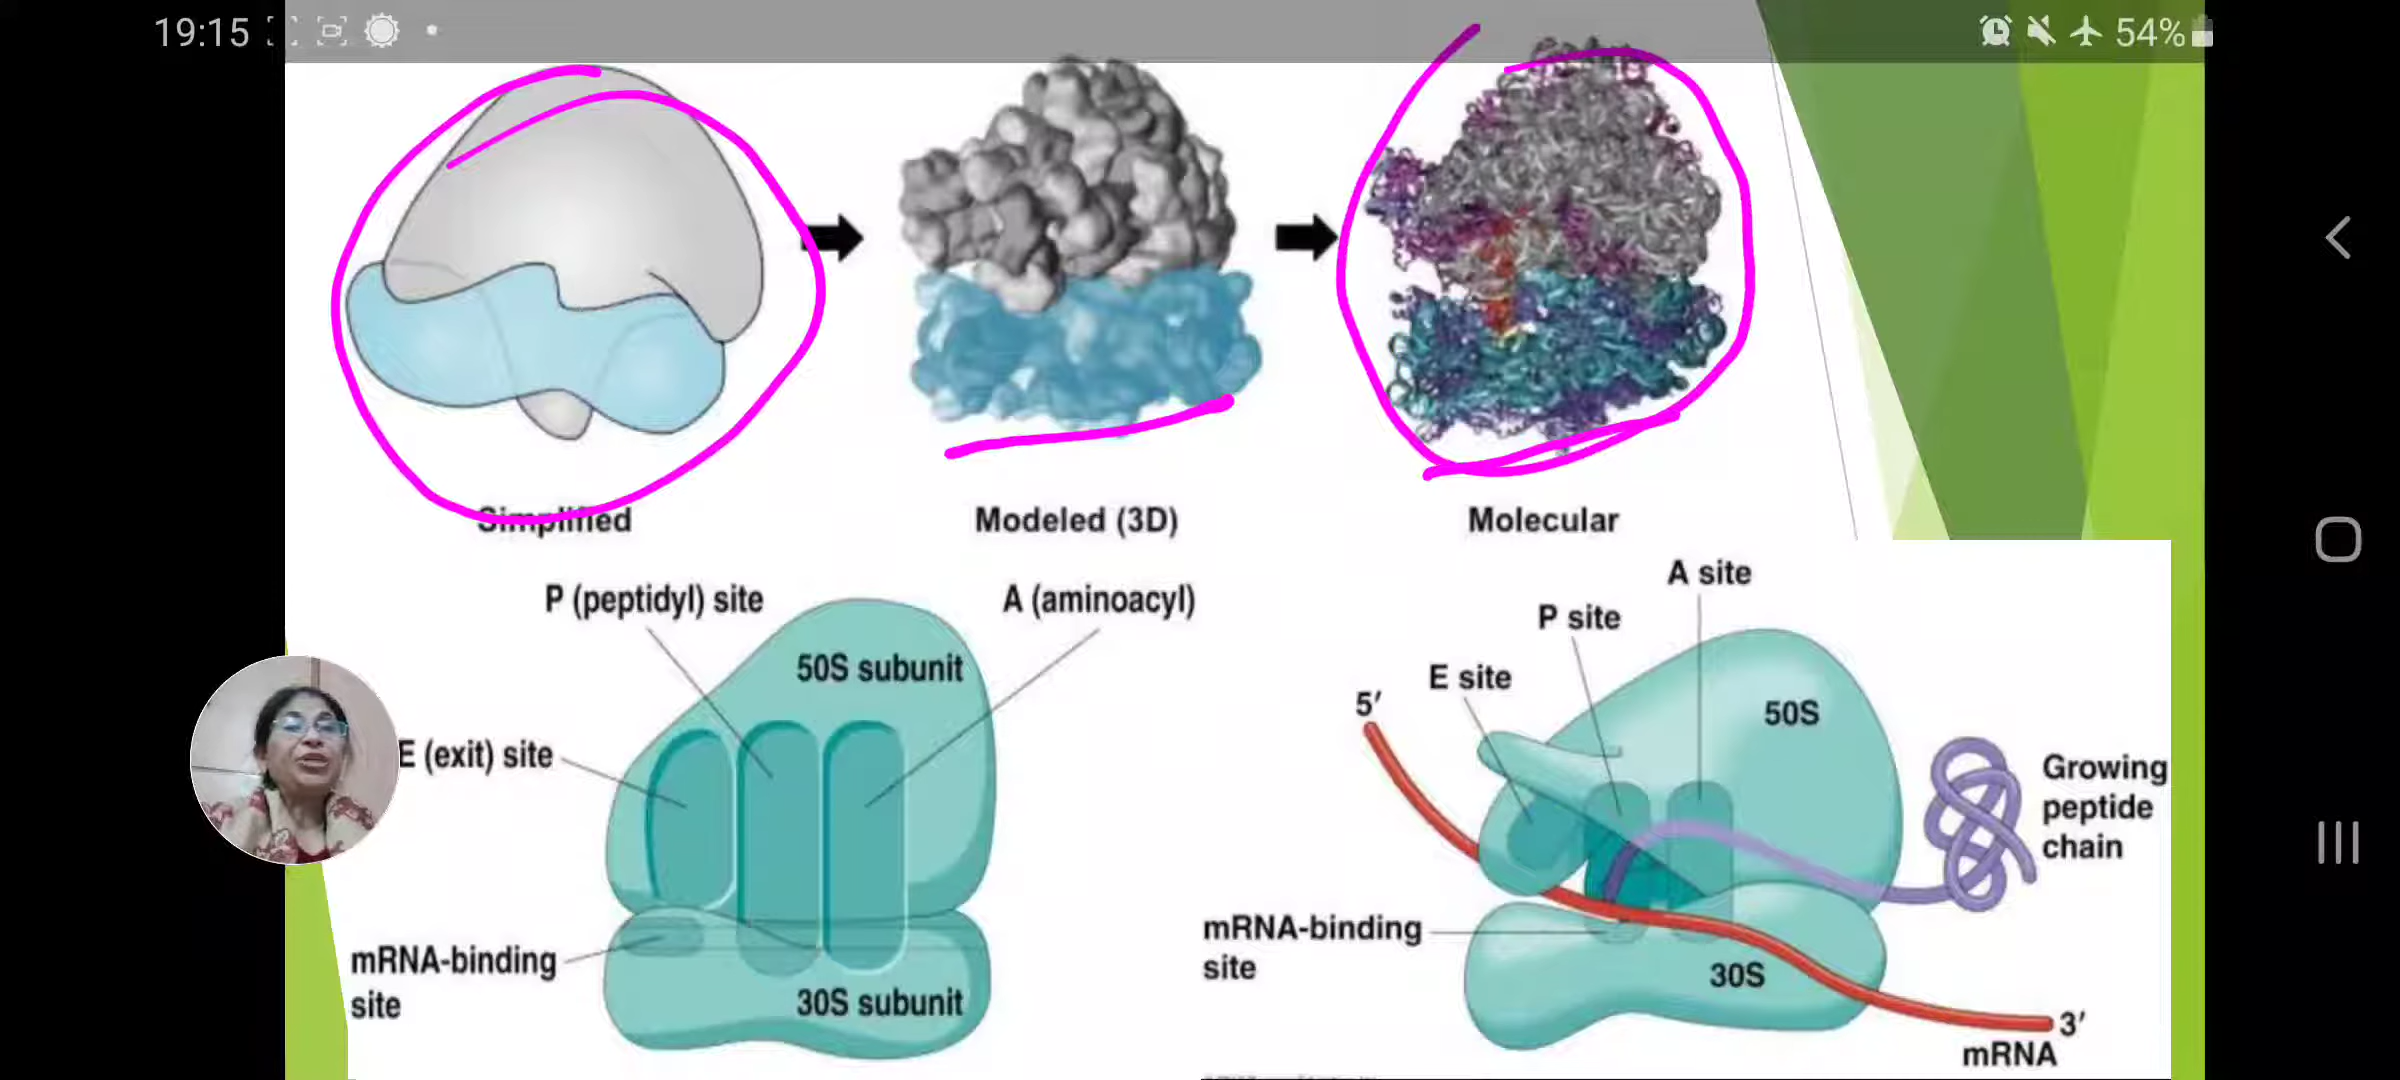 19:15
54%
Simplified
Modeled (3D)
Molecular
P (peptidyl) site
A (aminoacyl)
50S subunit
E (exit) site
mRNA-binding
site
30S subunit
A site
P site
E site
5′
50S
Growing
peptide
chain
mRNA-binding
site
30S
3′
mRNA